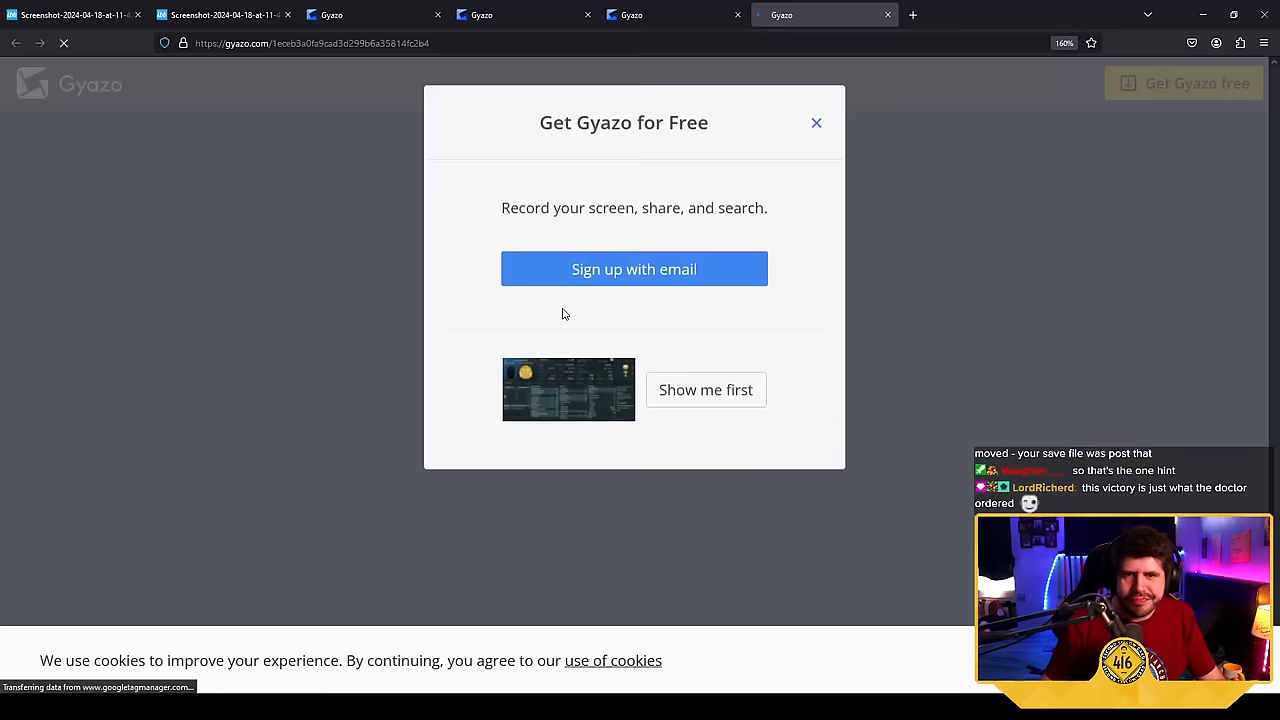 Screenshot-2024-04-18-at-11-4
Screenshot-2024-04-18-at-11-4
Gyazo
Gyazo
Gyazo
Gyazo
https://gyazo.com/1eceb3a0fa9cad3d299b6a35814fc2b4
160%
Gyazo
Get Gyazo free
Get Gyazo for Free
Record your screen, share, and search.
Sign up with email
Show me first
moved - your save file was post that
so that's the one hint
LordRicherd: this victory is just what the doctor
ordered
416
We use cookies to improve your experience. By continuing, you agree to our use of cookies
Transferring data from www.googletagmanager.com...